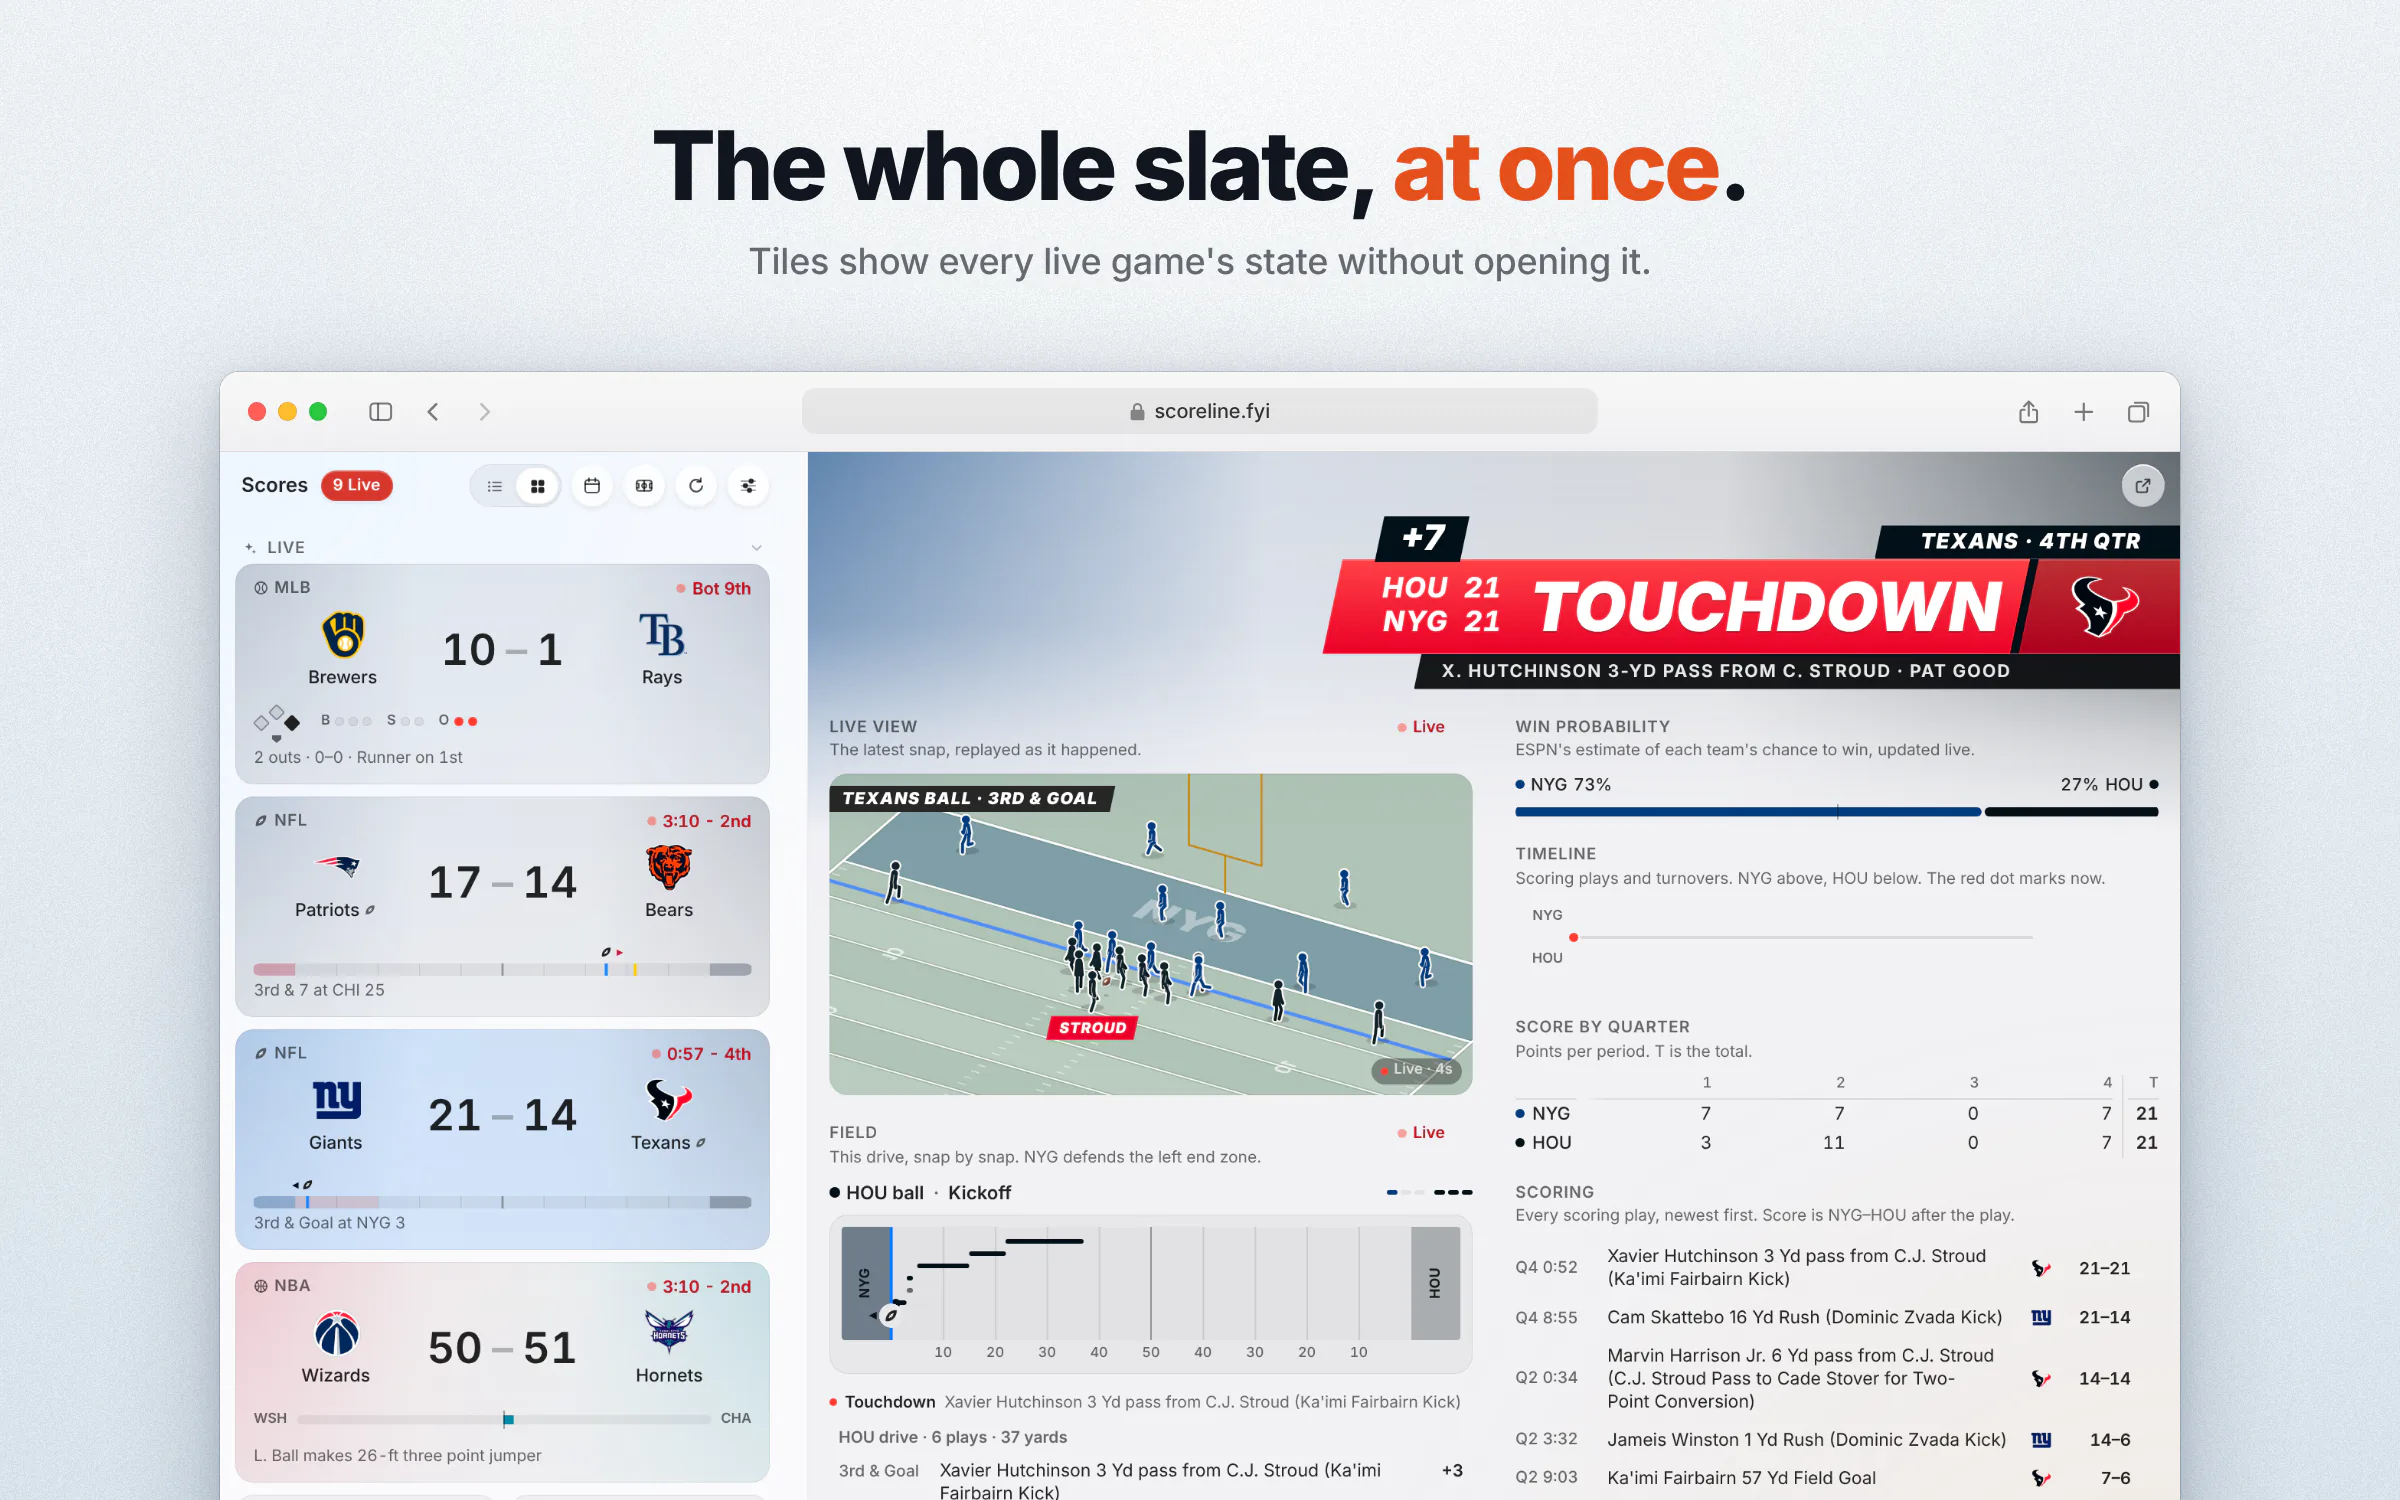 The whole slate, at once.
Tiles show every live game's state without opening it.
scoreline.fyi
Scores 9 Live
LIVE
MLB Bot 9th
10 – 1
Brewers Rays
B S O
2 outs · 0–0 · Runner on 1st
NFL 3:10 - 2nd
17 – 14
Patriots Bears
3rd & 7 at CHI 25
NFL 0:57 - 4th
ny
21 – 14
Giants Texans
3rd & Goal at NYG 3
NBA 3:10 - 2nd
HORNETS
50 – 51
Wizards Hornets
WSH CHA
L. Ball makes 26-ft three point jumper
+7
TEXANS · 4TH QTR
HOU 21
NYG 21
TOUCHDOWN
X. HUTCHINSON 3-YD PASS FROM C. STROUD · PAT GOOD
LIVE VIEW Live
The latest snap, replayed as it happened.
TEXANS BALL · 3RD & GOAL
NYG
STROUD
Live · 4s
FIELD Live
This drive, snap by snap. NYG defends the left end zone.
HOU ball · Kickoff
NYG HOU
10 20 30 40 50 40 30 20 10
Touchdown Xavier Hutchinson 3 Yd pass from C.J. Stroud (Ka'imi Fairbairn Kick)
HOU drive · 6 plays · 37 yards
3rd & Goal Xavier Hutchinson 3 Yd pass from C.J. Stroud (Ka'imi +3
Fairbairn Kick)
WIN PROBABILITY
ESPN's estimate of each team's chance to win, updated live.
NYG 73% 27% HOU
TIMELINE
Scoring plays and turnovers. NYG above, HOU below. The red dot marks now.
NYG
HOU
SCORE BY QUARTER
Points per period. T is the total.
1 2 3 4 T
NYG 7 7 0 7 21
HOU 3 11 0 7 21
SCORING
Every scoring play, newest first. Score is NYG–HOU after the play.
Q4 0:52 Xavier Hutchinson 3 Yd pass from C.J. Stroud 21–21
(Ka'imi Fairbairn Kick)
Q4 8:55 Cam Skattebo 16 Yd Rush (Dominic Zvada Kick) ny 21–14
Marvin Harrison Jr. 6 Yd pass from C.J. Stroud
Q2 0:34 (C.J. Stroud Pass to Cade Stover for Two- 14–14
Point Conversion)
Q2 3:32 Jameis Winston 1 Yd Rush (Dominic Zvada Kick) ny 14–6
Q2 9:03 Ka'imi Fairbairn 57 Yd Field Goal 7–6